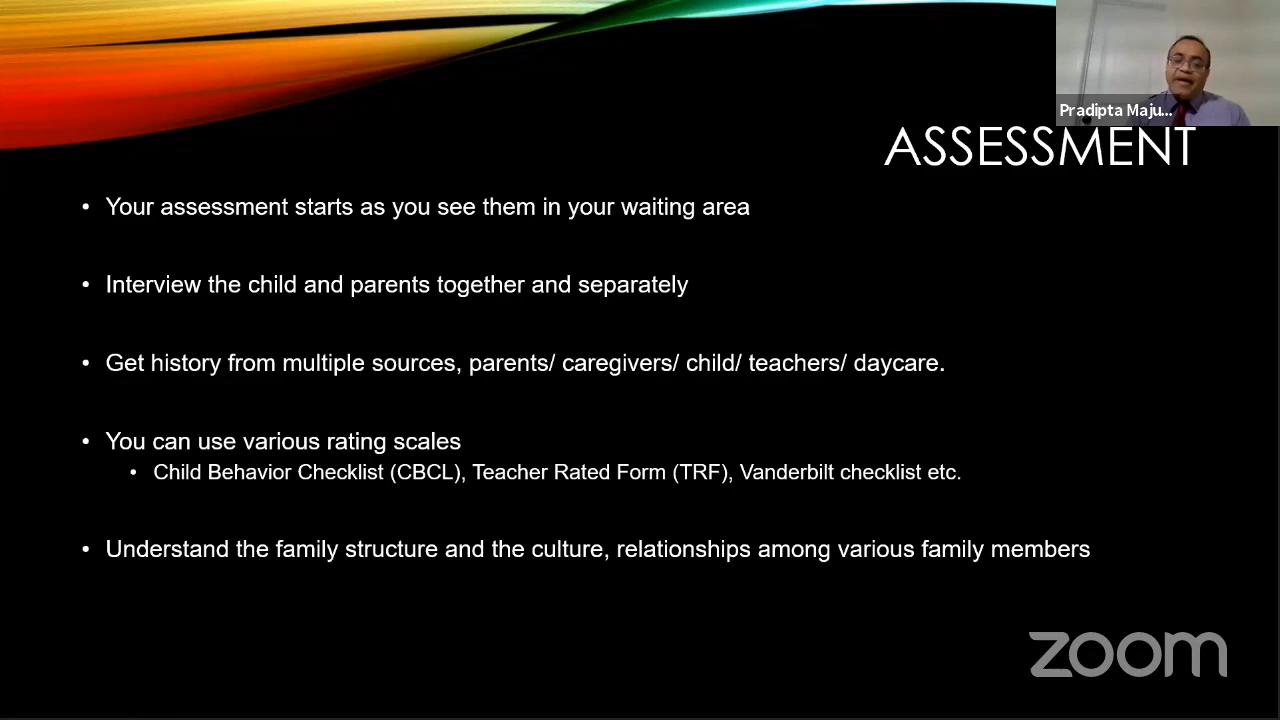 Pradipta Maju...
ASSESSMENT
• Your assessment starts as you see them in your waiting area
• Interview the child and parents together and separately
• Get history from multiple sources, parents/ caregivers/ child/ teachers/ daycare.
• You can use various rating scales
• Child Behavior Checklist (CBCL), Teacher Rated Form (TRF), Vanderbilt checklist etc.
• Understand the family structure and the culture, relationships among various family members
zoom